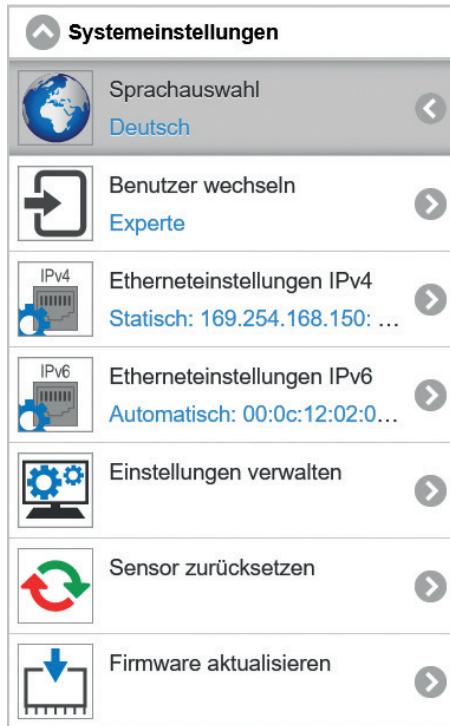 Systemeinstellungen
Sprachauswahl
Deutsch
Benutzer wechseln
Experte
IPv4
Etherneteinstellungen IPv4
Statisch: 169.254.168.150: ...
IPv6
Etherneteinstellungen IPv6
Automatisch: 00:0c:12:02:0...
Einstellungen verwalten
Sensor zurücksetzen
Firmware aktualisieren